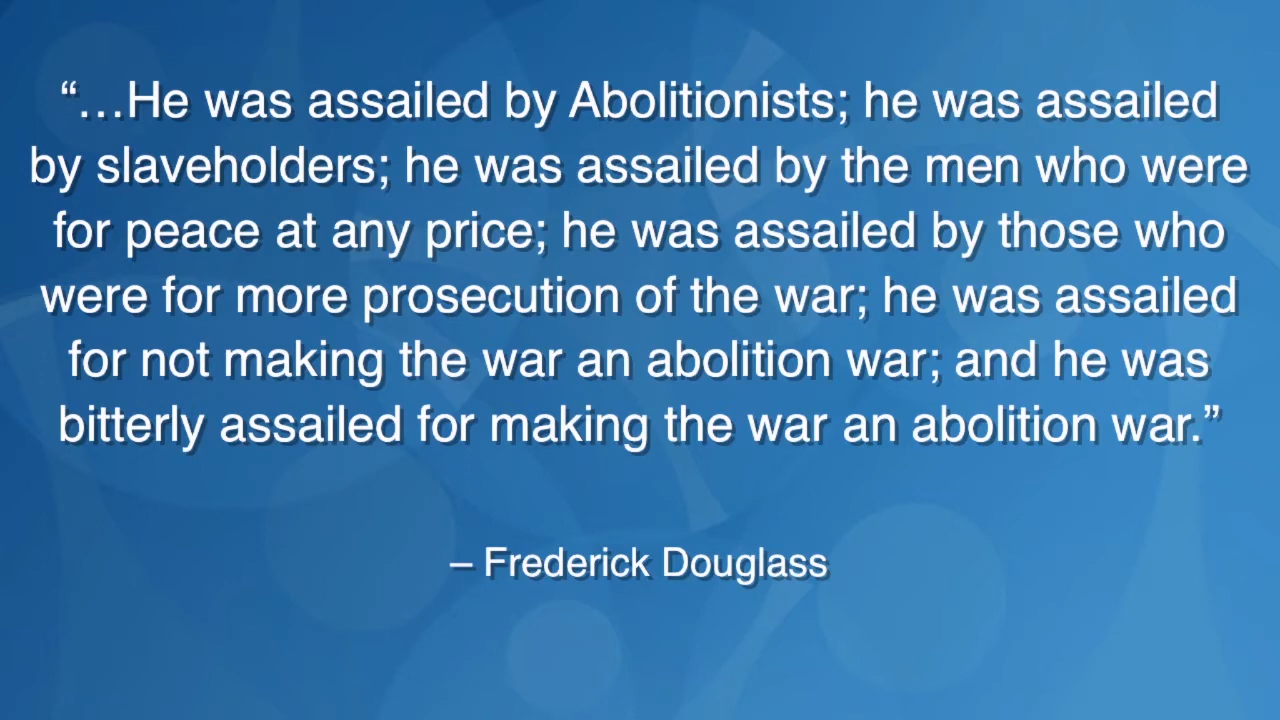 “…He was assailed by Abolitionists; he was assailed
by slaveholders; he was assailed by the men who were
for peace at any price; he was assailed by those who
were for more prosecution of the war; he was assailed
for not making the war an abolition war; and he was
bitterly assailed for making the war an abolition war.”
– Frederick Douglass